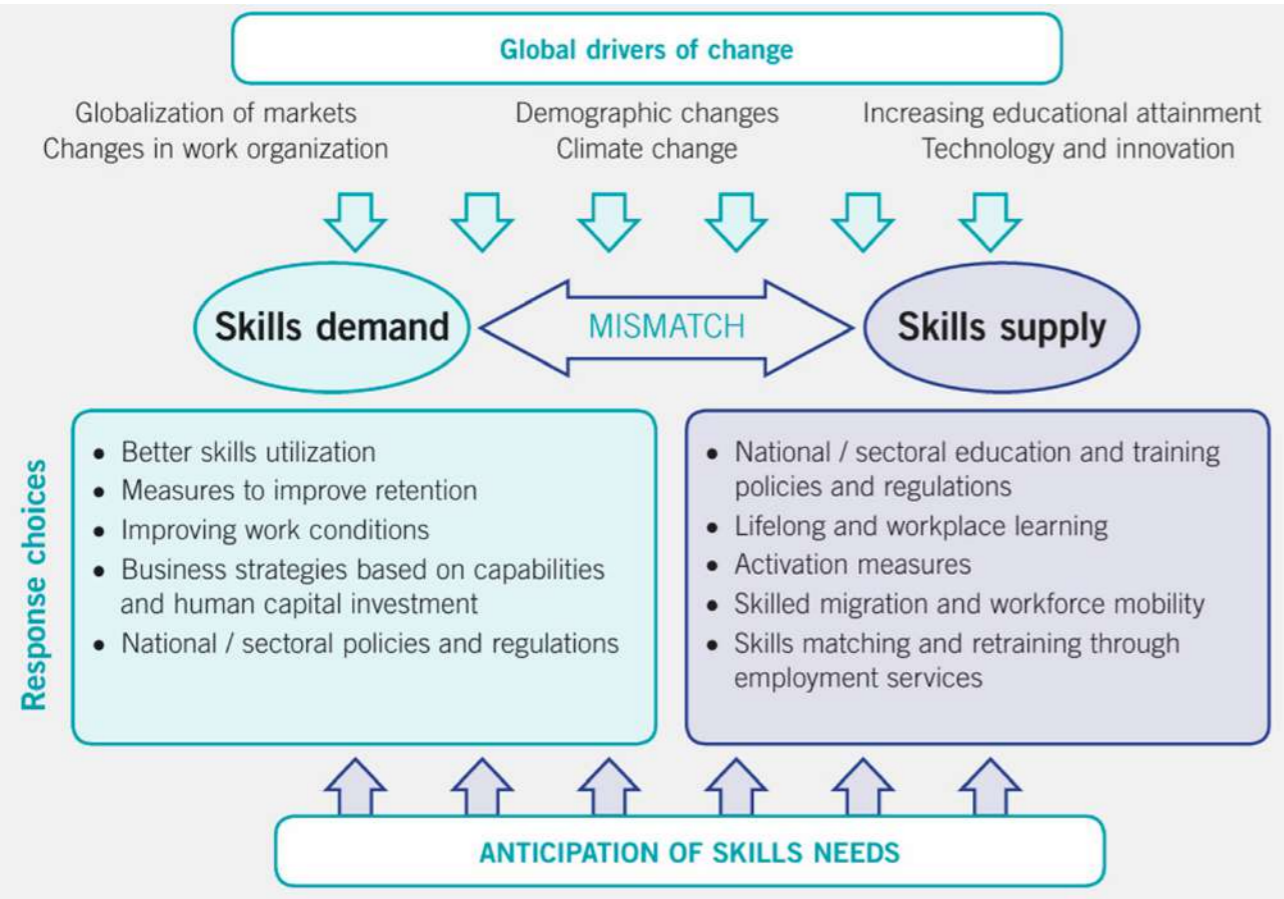 Global drivers of change
Globalization of markets
Changes in work organization
Demographic changes
Climate change
Increasing educational attainment
Technology and innovation
Skills demand
MISMATCH
Skills supply
Response choices
• Better skills utilization
• Measures to improve retention
• Improving work conditions
• Business strategies based on capabilities
and human capital investment
• National / sectoral policies and regulations
• National / sectoral education and training
policies and regulations
• Lifelong and workplace learning
• Activation measures
• Skilled migration and workforce mobility
• Skills matching and retraining through
employment services
ANTICIPATION OF SKILLS NEEDS